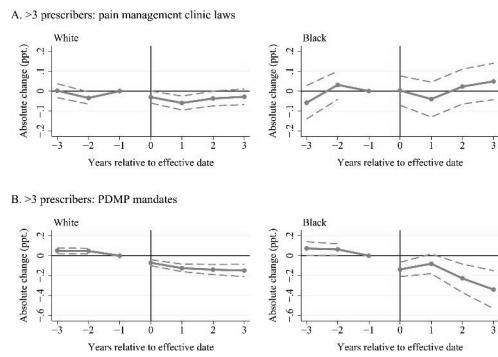 A. >3 prescribers: pain management clinic laws
White
Black
Absolute change (ppt.)
.2
.1
0
-.1
-.2
-3 -2 -1 0 1 2 3
Years relative to effective date
Absolute change (ppt.)
.2
.1
0
-.1
-.2
-3 -2 -1 0 1 2 3
Years relative to effective date
B. >3 prescribers: PDMP mandates
White
Black
Absolute change (ppt.)
.2
0
-.2
-.4
-.6
-3 -2 -1 0 1 2 3
Years relative to effective date
Absolute change (ppt.)
.2
0
-.2
-.4
-.6
-3 -2 -1 0 1 2 3
Years relative to effective date